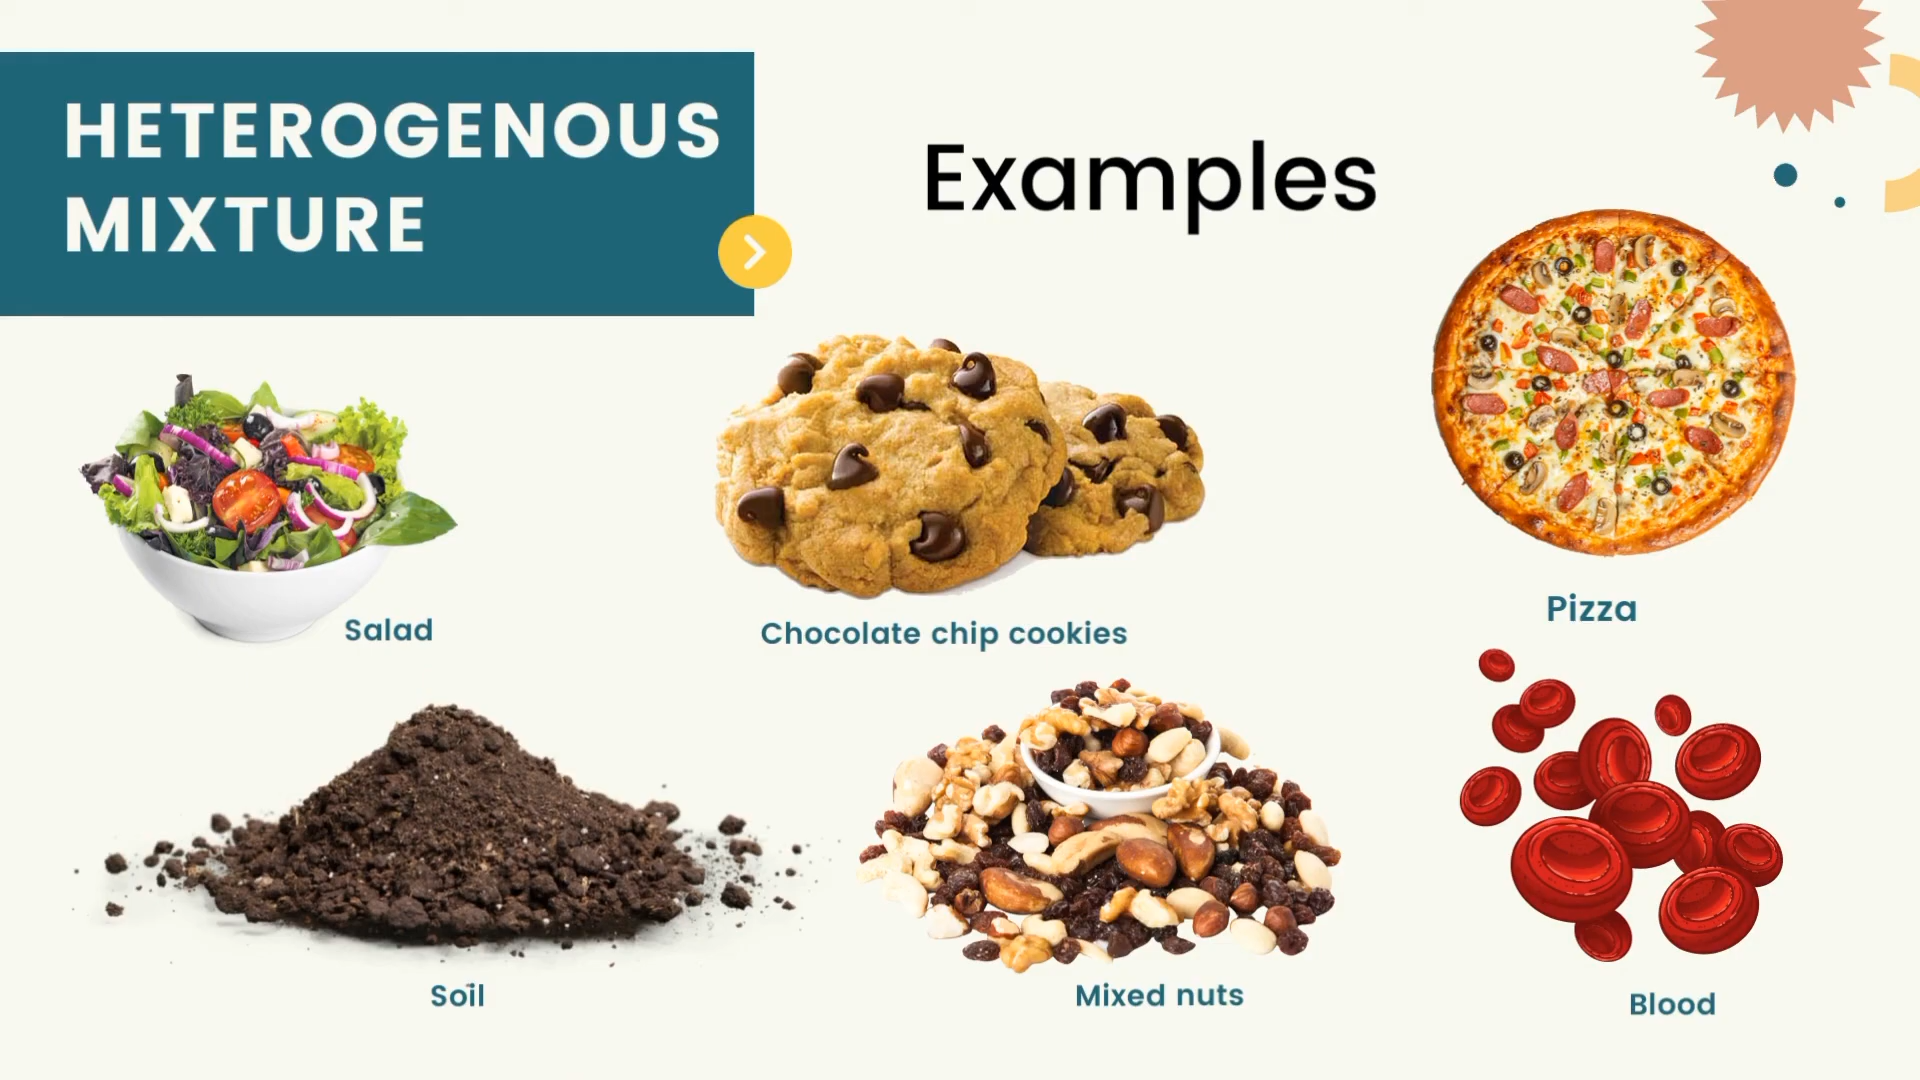 HETEROGENOUS
MIXTURE
Examples
Salad
Chocolate chip cookies
Pizza
Soil
Mixed nuts
Blood